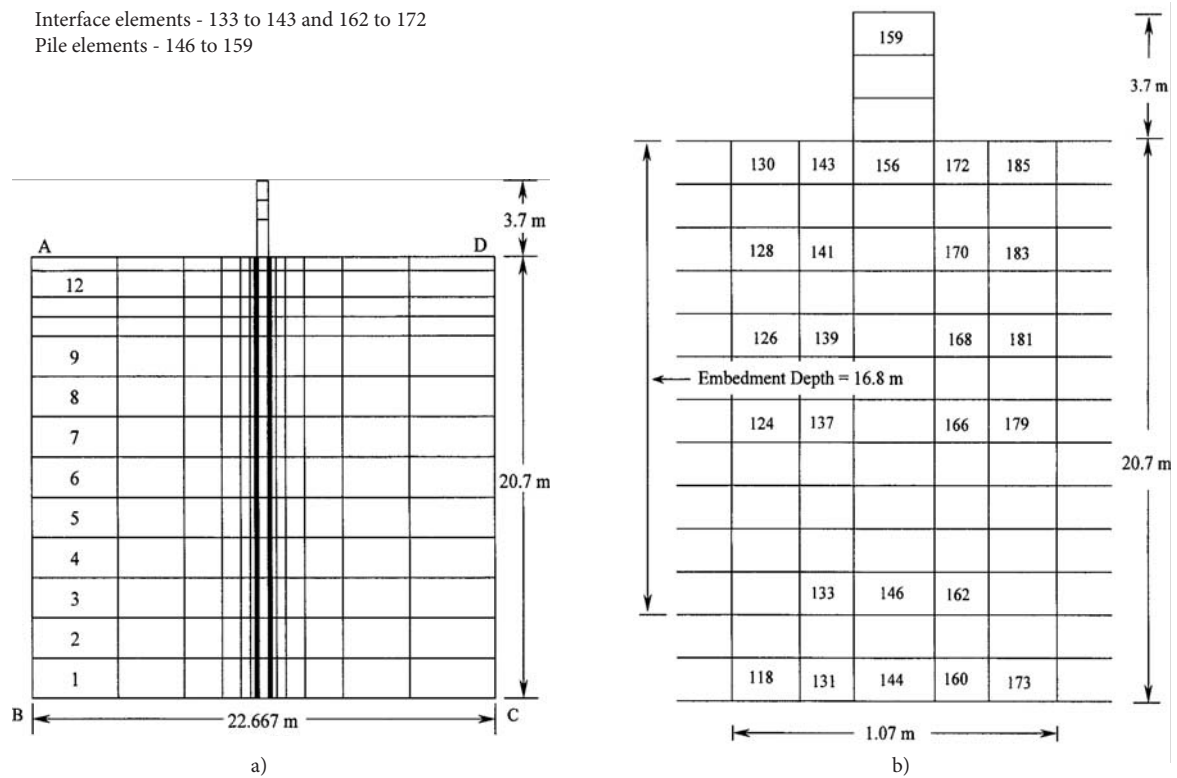 Interface elements - 133 to 143 and 162 to 172
Pile elements - 146 to 159
A
D
3.7 m
12
9
8
7
6
5
4
3
2
1
20.7 m
B
22.667 m
C
a)
159
3.7 m
130 143 156 172 185
128 141 170 183
126 139 168 181
Embedment Depth = 16.8 m
124 137 166 179
20.7 m
133 146 162
118 131 144 160 173
1.07 m
b)